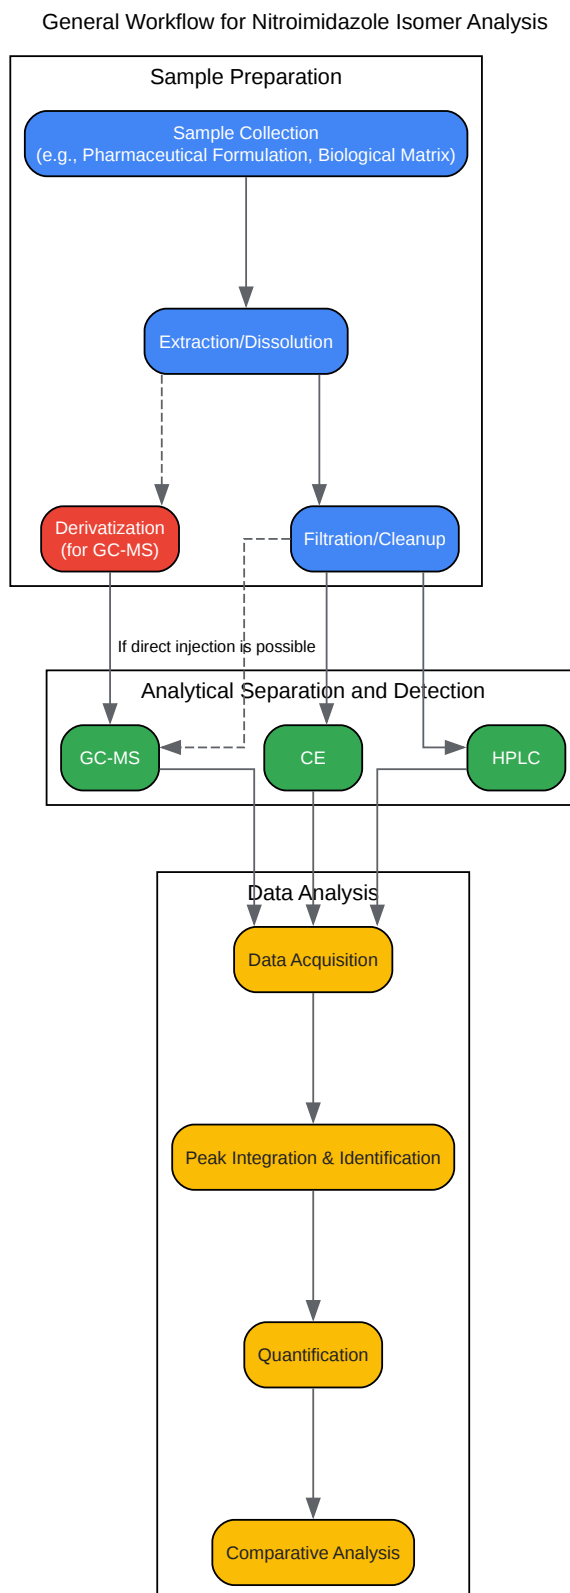 General Workflow for Nitroimidazole Isomer Analysis
Sample Preparation
Sample Collection
(e.g., Pharmaceutical Formulation, Biological Matrix)
Extraction/Dissolution
Derivatization
(for GC-MS)
Filtration/Cleanup
If direct injection is possible
Analytical Separation and Detection
GC-MS
CE
HPLC
Data Analysis
Data Acquisition
Peak Integration & Identification
Quantification
Comparative Analysis